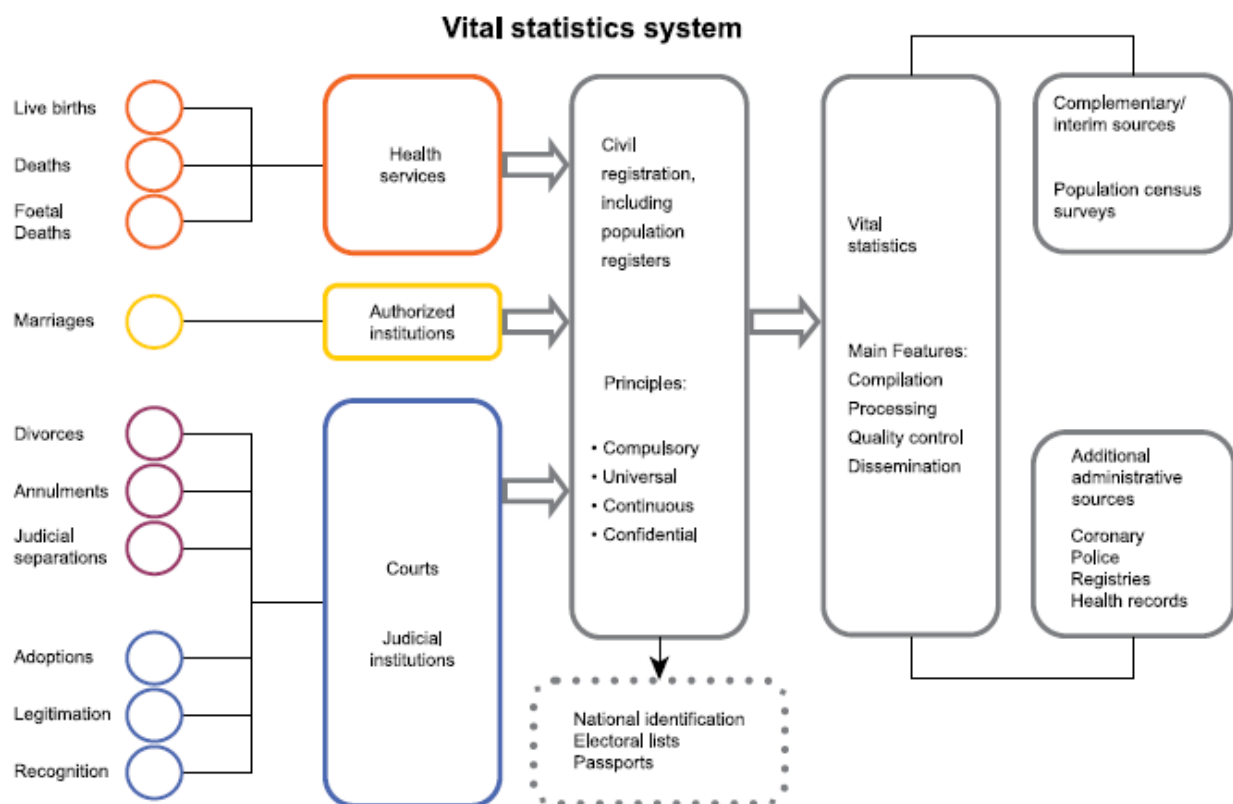 Vital statistics system
Live births
Deaths
Foetal
Deaths
Marriages
Divorces
Annulments
Judicial
separations
Adoptions
Legitimation
Recognition
Health
services
Authorized
institutions
Courts
Judicial
institutions
Civil
registration,
including
population
registers
Principles:
• Compulsory
• Universal
• Continuous
• Confidential
National identification
Electoral lists
Passports
Vital
statistics
Main Features:
Compilation
Processing
Quality control
Dissemination
Complementary/
interim sources
Population census
surveys
Additional
administrative
sources
Coronary
Police
Registries
Health records